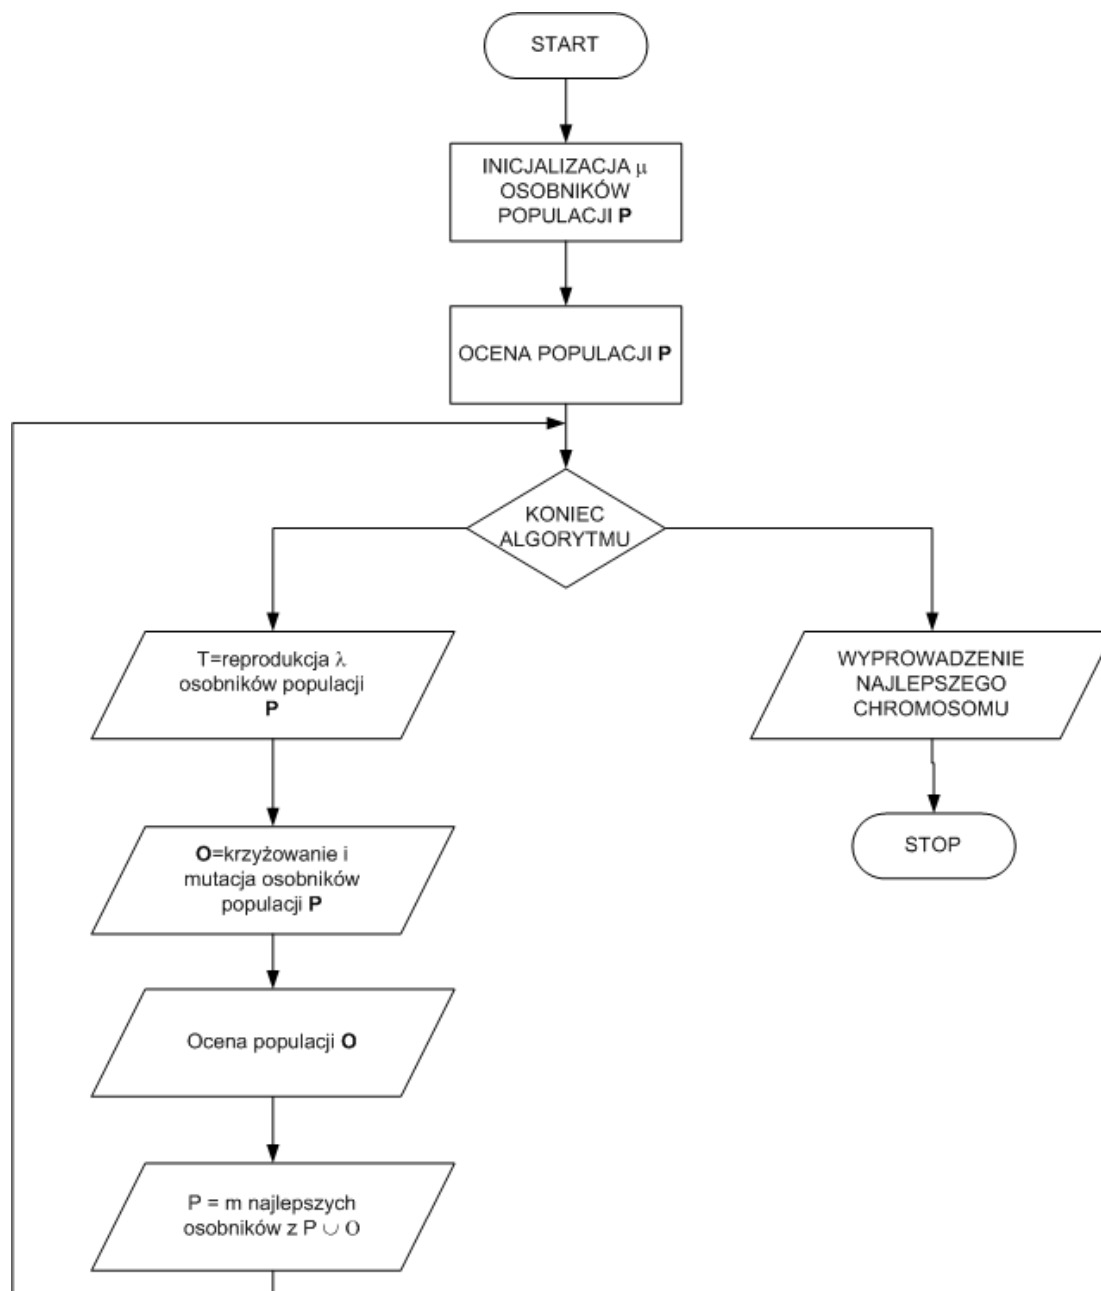 START
INICJALIZACJA μ
OSOBNIKÓW
POPULACJI P
OCENA POPULACJI P
KONIEC
ALGORYTMU
T=reprodukcja λ
osobników populacji
P
WYPROWADZENIE
NAJLEPSZEGO
CHROMOSOMU
O=krzyżowanie i
mutacja osobników
populacji P
STOP
Ocena populacji O
P = m najlepszych
osobników z P ∪ O